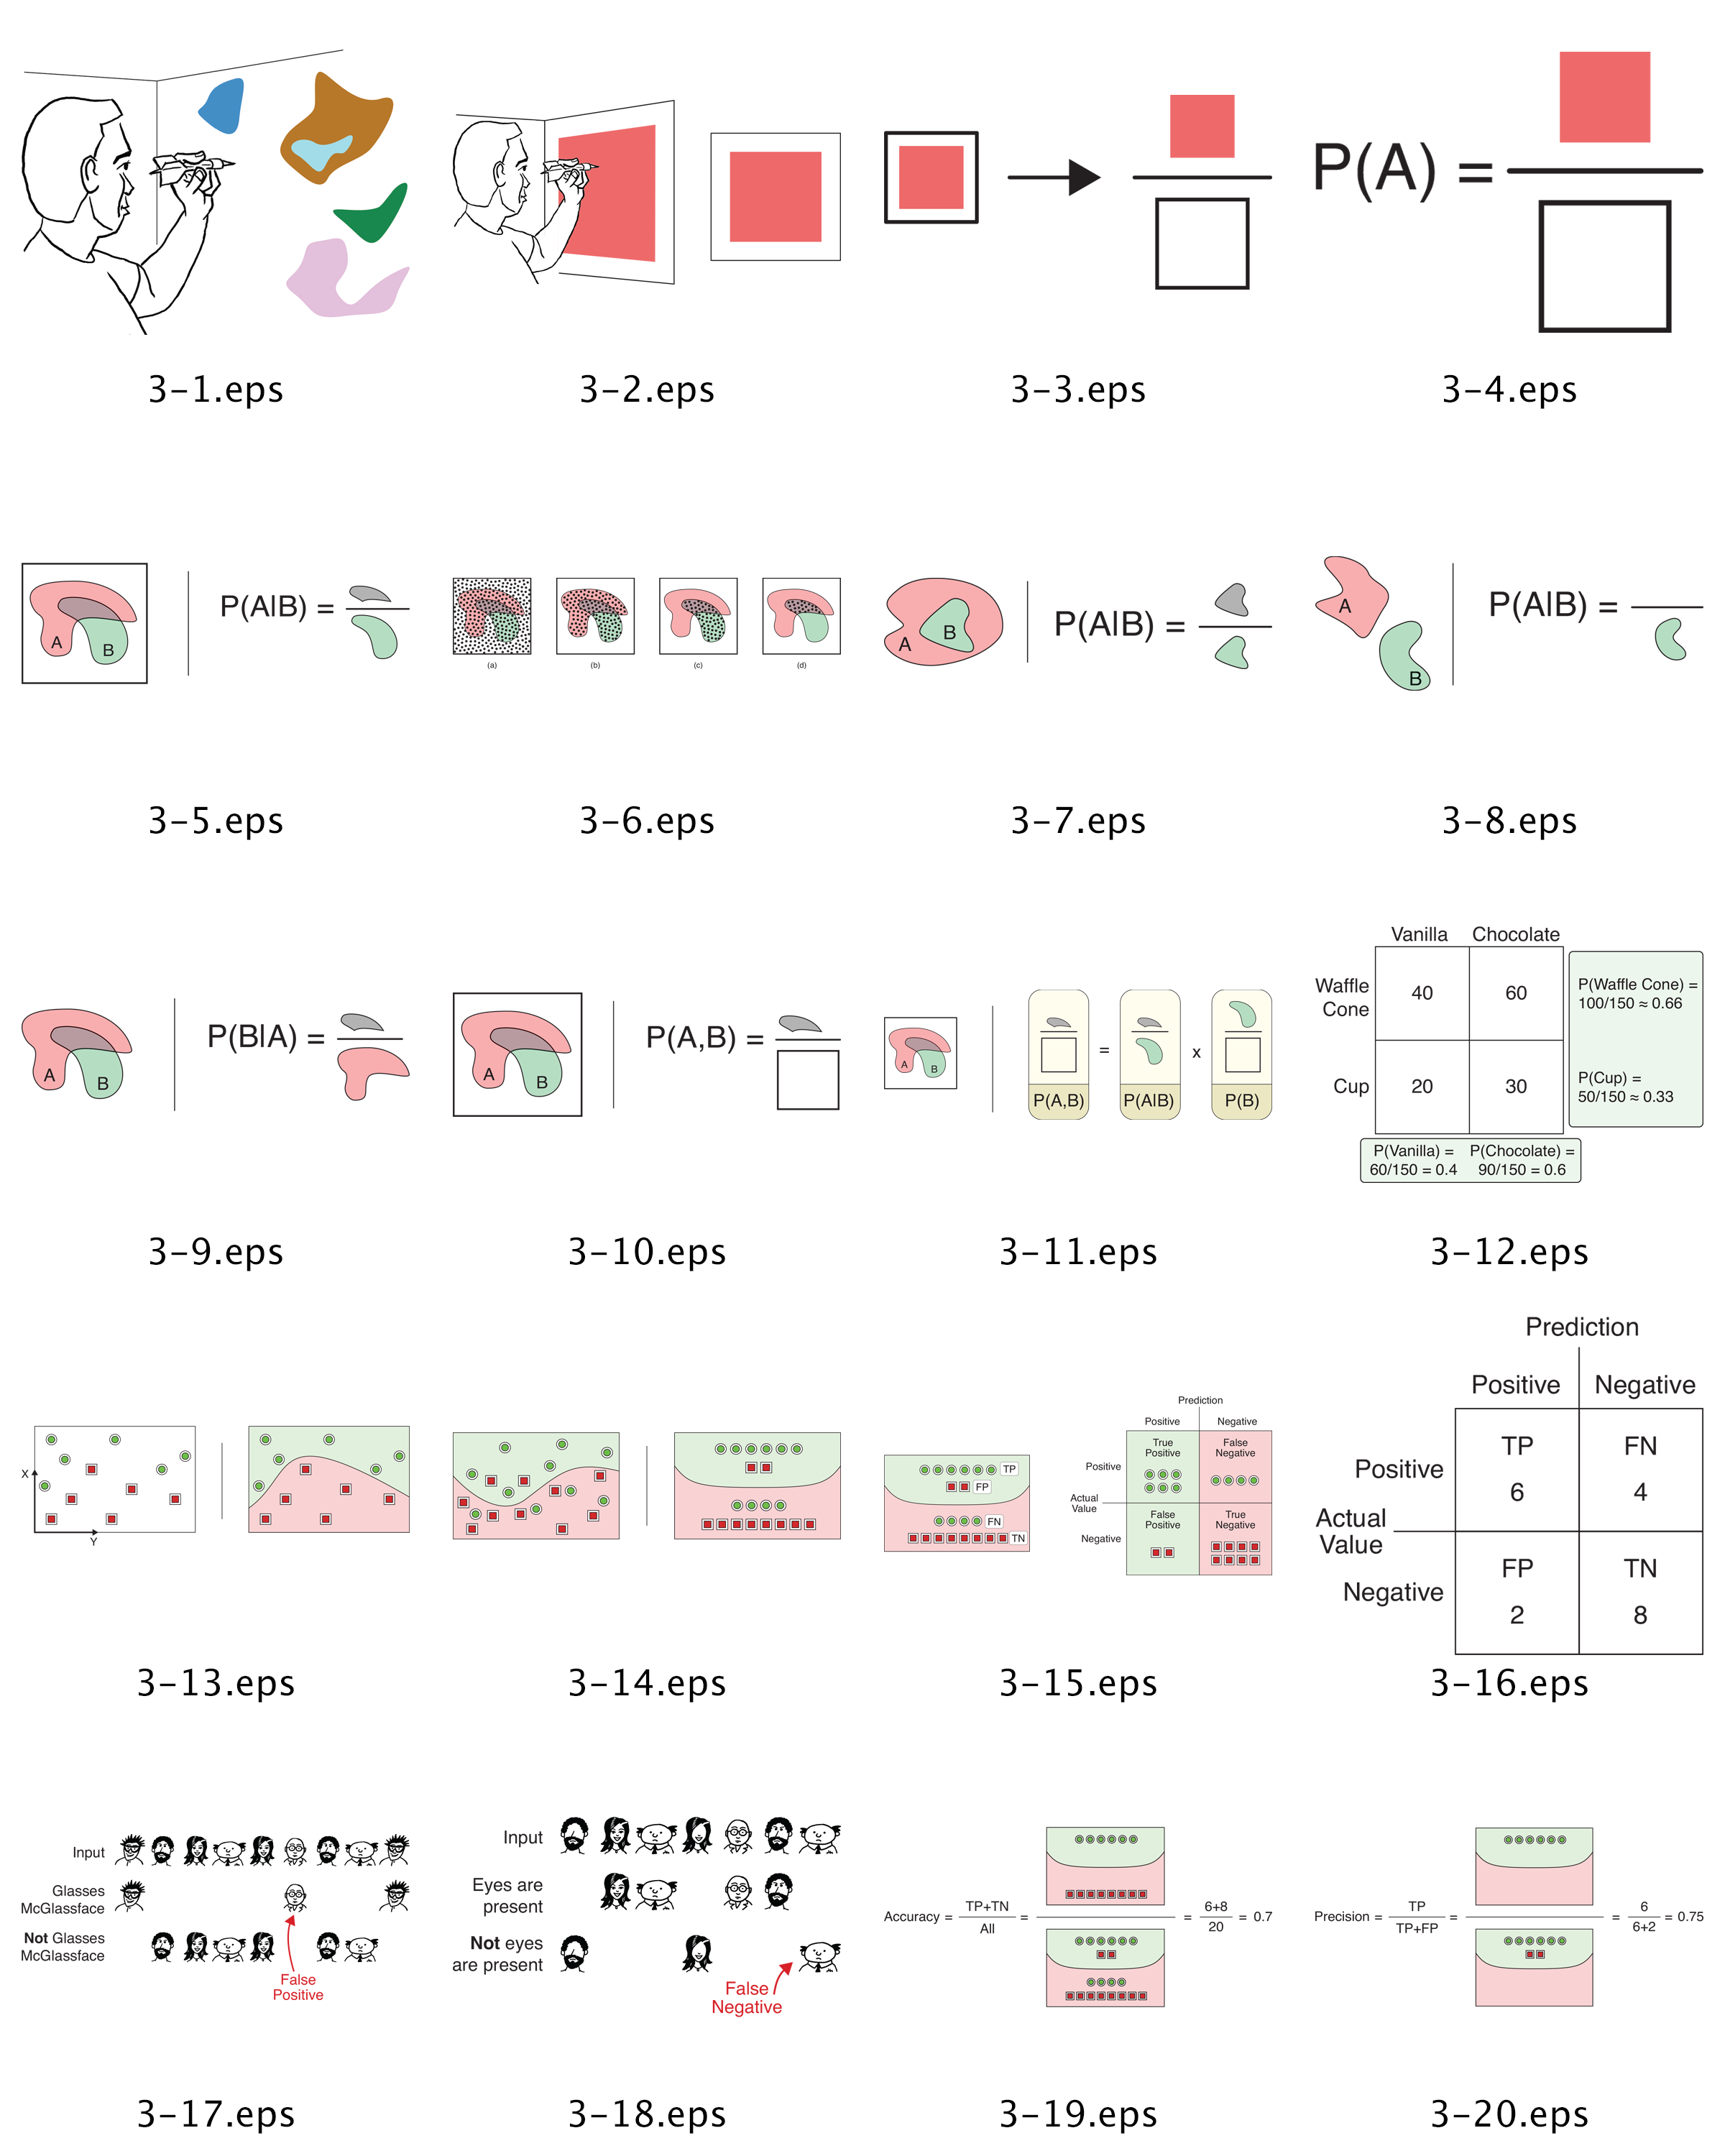 3-1.eps
3-2.eps
3-3.eps
P(A) =
3-4.eps
A
B
P(A|B) =
3-5.eps
(a)
(b)
(c)
(d)
3-6.eps
A
B
P(A|B) =
3-7.eps
A
B
P(A|B) =
3-8.eps
A
B
P(B|A) =
3-9.eps
A
B
P(A,B) =
3-10.eps
A
B
= x
P(A,B)
P(A|B)
P(B)
3-11.eps
Vanilla Chocolate
Waffle
Cone
40 60
P(Waffle Cone) =
100/150 ≈ 0.66
Cup
20 30
P(Cup) =
50/150 ≈ 0.33
P(Vanilla) =
60/150 = 0.4
P(Chocolate) =
90/150 = 0.6
3-12.eps
X
Y
3-13.eps
3-14.eps
TP
FP
FN
TN
Prediction
Positive Negative
Actual
Value
Positive
True
Positive
False
Negative
Negative
False
Positive
True
Negative
3-15.eps
Prediction
Positive Negative
Positive
TP
6
FN
4
Actual
Value
Negative
FP
2
TN
8
3-16.eps
Input
Glasses
McGlassface
Not Glasses
McGlassface
False
Positive
3-17.eps
Input
Eyes are
present
Not eyes
are present
False
Negative
3-18.eps
Accuracy = TP+TN / All = = 6+8 / 20 = 0.7
3-19.eps
Precision = TP / TP+FP = = 6 / 6+2 = 0.75
3-20.eps